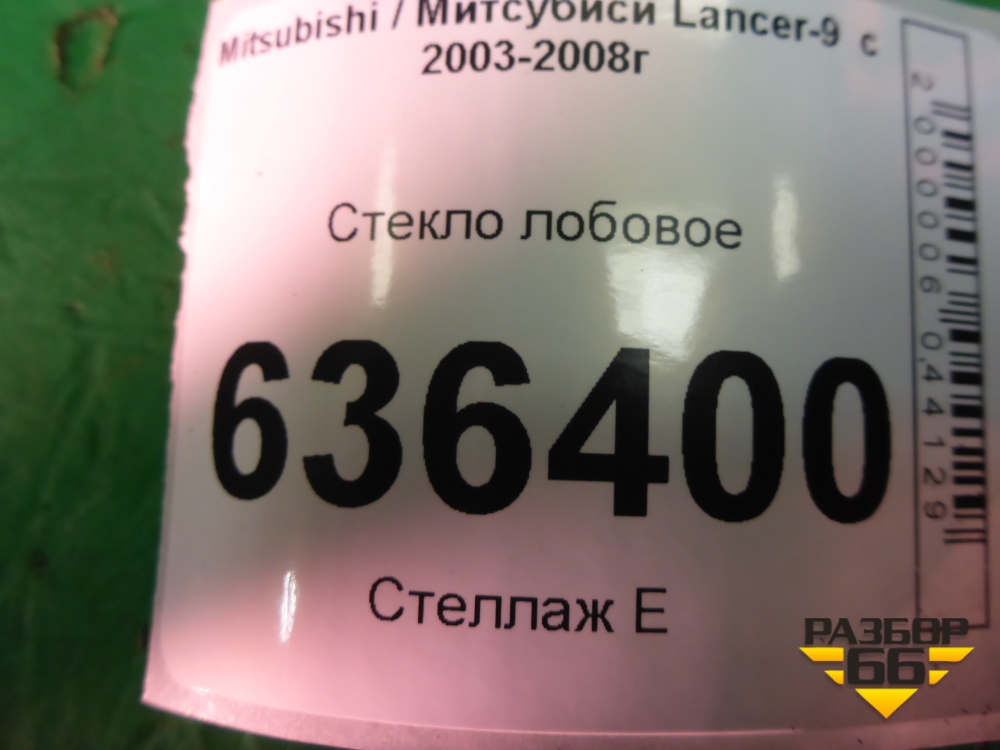 Mitsubishi / Митсубиси Lancer-9 с
2003-2008г
Стекло лобовое
636400
Стеллаж Е
2000006044129
РАЗБОР
66